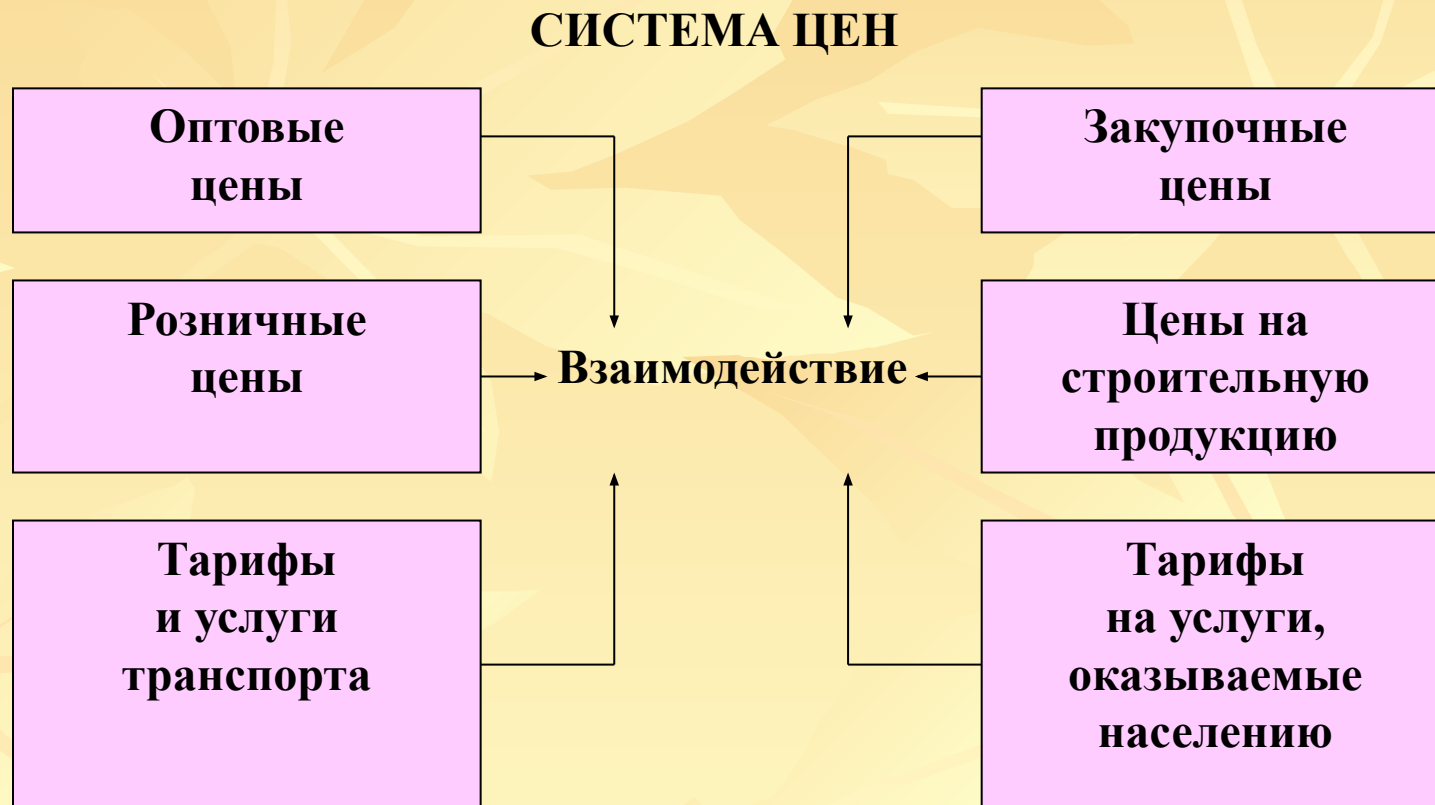 СИСТЕМА ЦЕН
Оптовые
цены
Закупочные
цены
Розничные
цены
Взаимодействие
Цены на
строительную
продукцию
Тарифы
и услуги
транспорта
Тарифы
на услуги,
оказываемые
населению